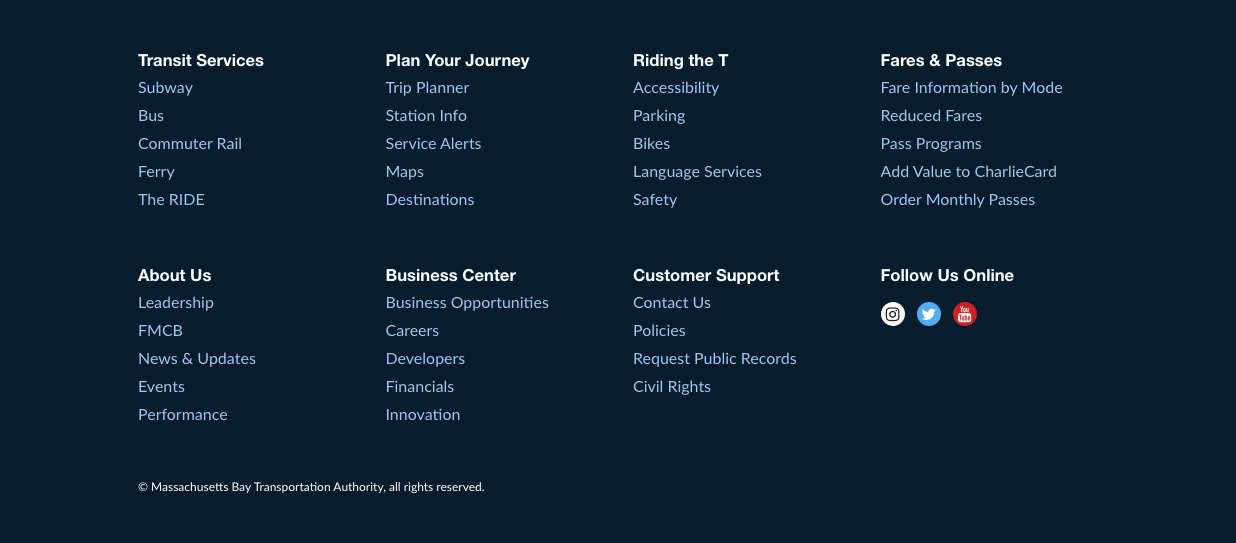 Transit Services
Subway
Bus
Commuter Rail
Ferry
The RIDE
Plan Your Journey
Trip Planner
Station Info
Service Alerts
Maps
Destinations
Riding the T
Accessibility
Parking
Bikes
Language Services
Safety
Fares & Passes
Fare Information by Mode
Reduced Fares
Pass Programs
Add Value to CharlieCard
Order Monthly Passes
About Us
Leadership
FMCB
News & Updates
Events
Performance
Business Center
Business Opportunities
Careers
Developers
Financials
Innovation
Customer Support
Contact Us
Policies
Request Public Records
Civil Rights
Follow Us Online
You
Tube
© Massachusetts Bay Transportation Authority, all rights reserved.